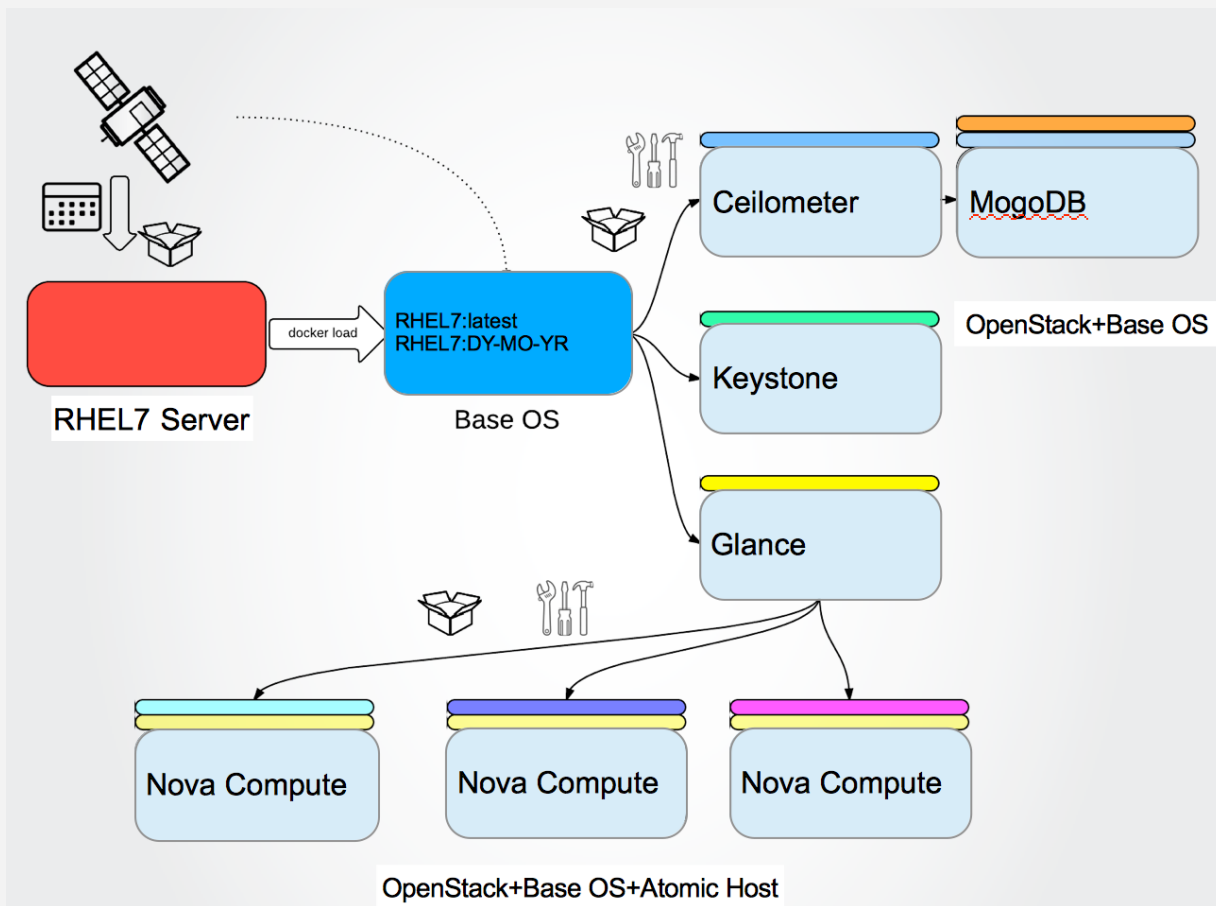 Ceilometer
MogoDB
docker load
RHEL7:latest
RHEL7:DY-MO-YR
OpenStack+Base OS
RHEL7 Server
Base OS
Keystone
Glance
Nova Compute
Nova Compute
Nova Compute
OpenStack+Base OS+Atomic Host